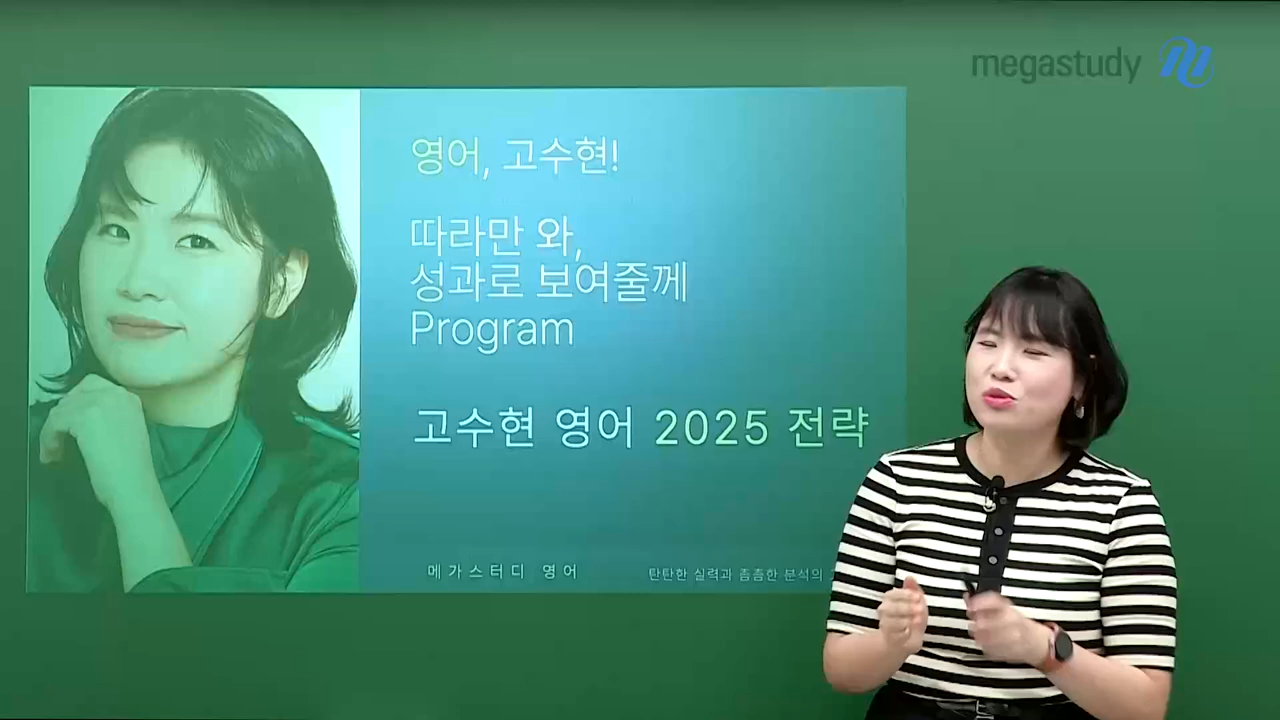 megastudy
영어, 고수현!
따라만 와,
성과로 보여줄께
Program
고수현 영어 2025 전략
메가스터디 영어
탄탄한 실력과 촘촘한 분석의